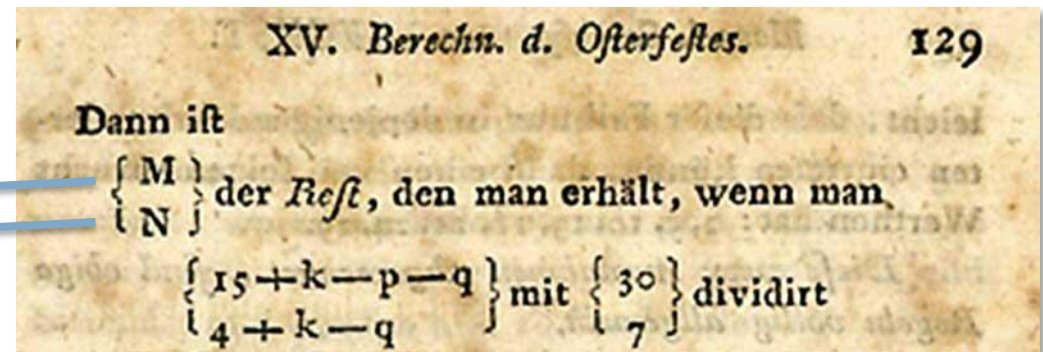 XV. Berechn. d. Oſterfeſtes. 129
Dann iſt
{M} der Reſt, den man erhält, wenn man
{N}
{15+k—p—q} mit {30} dividirt
{4+k—q} {7}